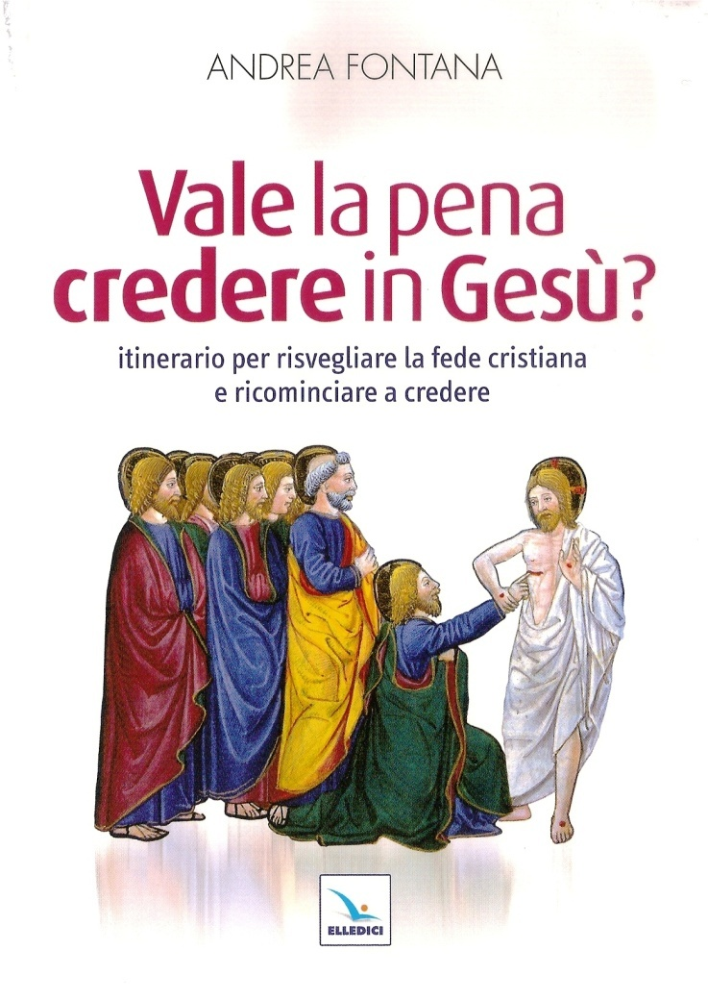 ANDREA FONTANA
Vale la pena
credere in Gesù?
itinerario per risvegliare la fede cristiana
e ricominciare a credere
ELLEDICI